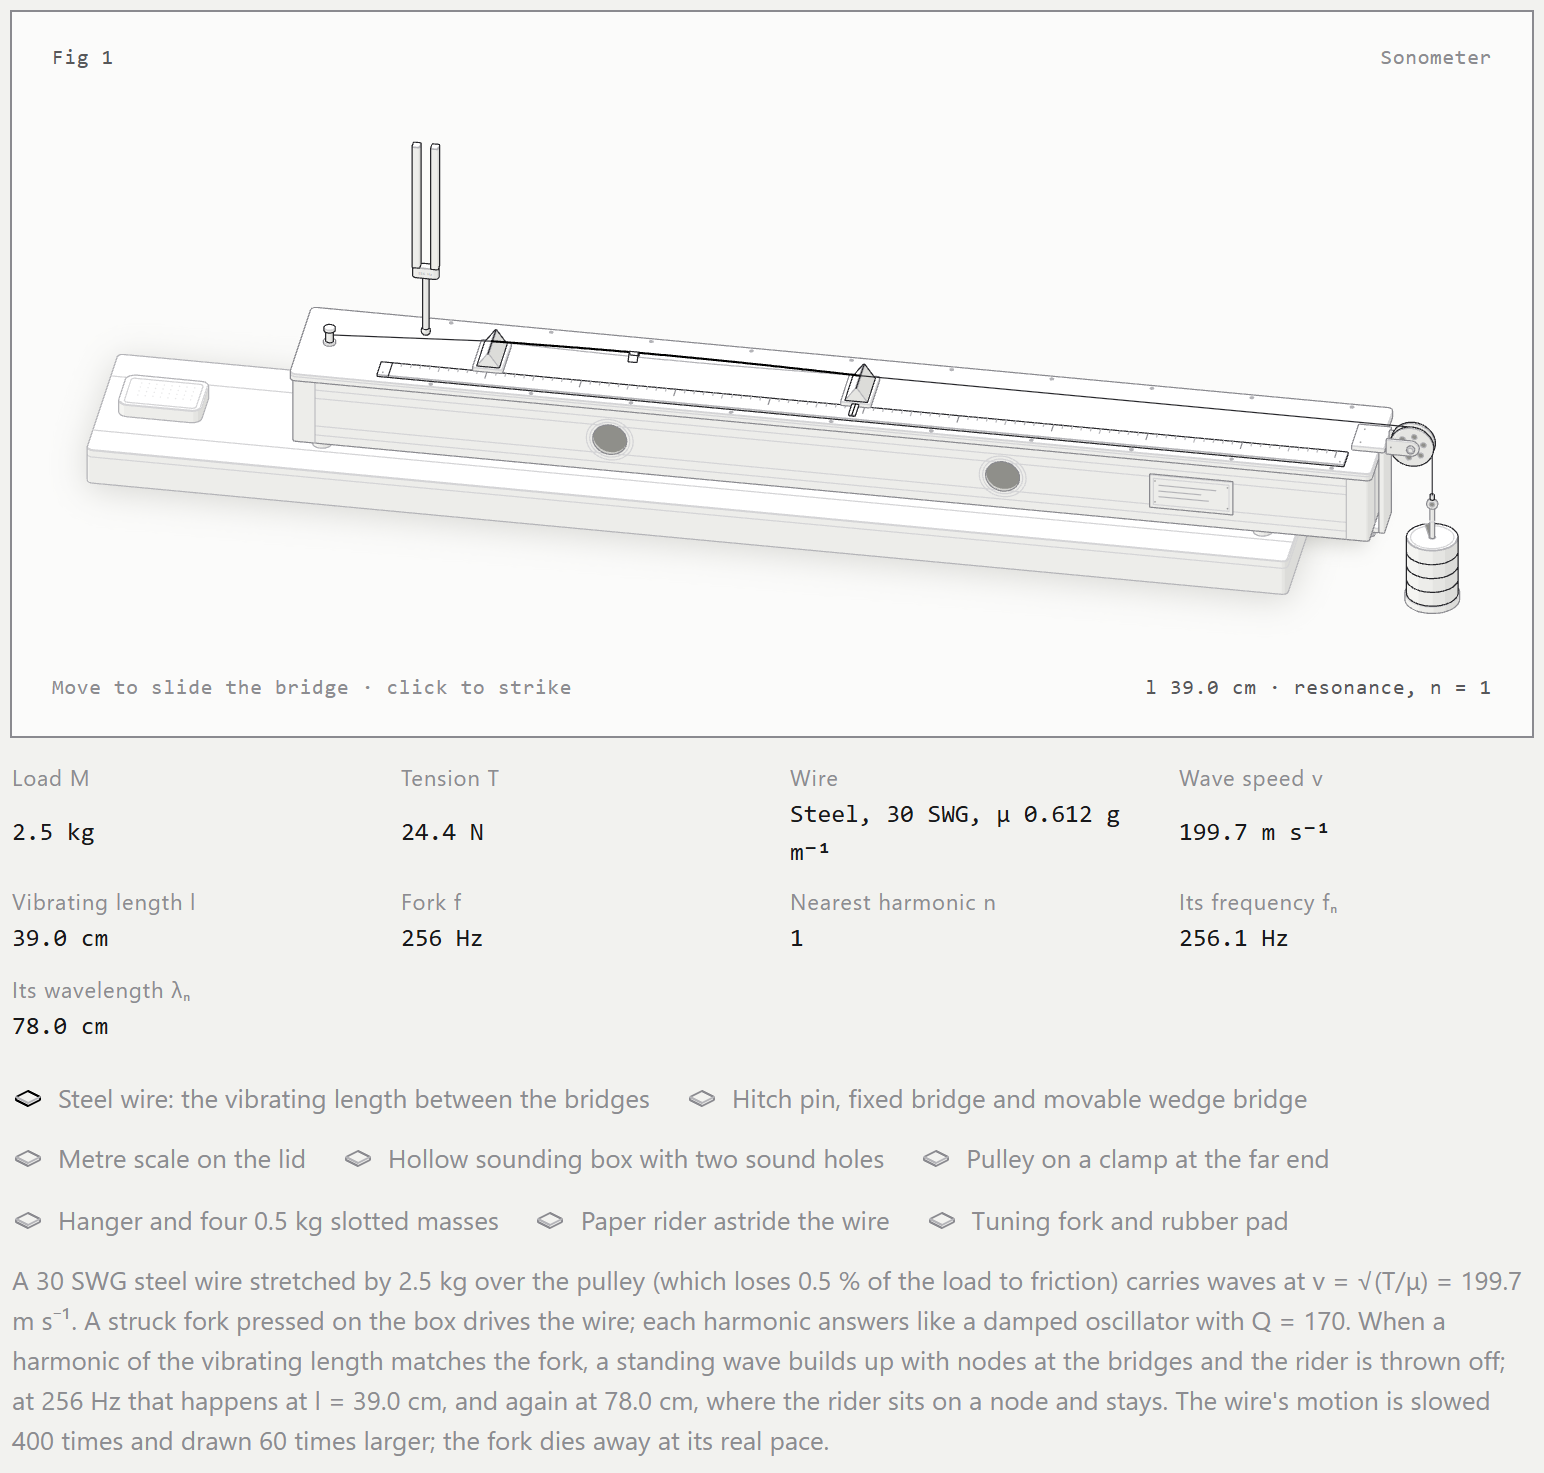 Fig 1
Sonometer
Move to slide the bridge · click to strike
l 39.0 cm · resonance, n = 1
Load M
2.5 kg
Tension T
24.4 N
Wire
Steel, 30 SWG, μ 0.612 g
m⁻¹
Wave speed v
199.7 m s⁻¹
Vibrating length l
39.0 cm
Fork f
256 Hz
Nearest harmonic n
1
Its frequency fₙ
256.1 Hz
Its wavelength λₙ
78.0 cm
Steel wire: the vibrating length between the bridges
Hitch pin, fixed bridge and movable wedge bridge
Metre scale on the lid
Hollow sounding box with two sound holes
Pulley on a clamp at the far end
Hanger and four 0.5 kg slotted masses
Paper rider astride the wire
Tuning fork and rubber pad
A 30 SWG steel wire stretched by 2.5 kg over the pulley (which loses 0.5 % of the load to friction) carries waves at v = √(T/μ) = 199.7
m s⁻¹. A struck fork pressed on the box drives the wire; each harmonic answers like a damped oscillator with Q = 170. When a
harmonic of the vibrating length matches the fork, a standing wave builds up with nodes at the bridges and the rider is thrown off;
at 256 Hz that happens at l = 39.0 cm, and again at 78.0 cm, where the rider sits on a node and stays. The wire's motion is slowed
400 times and drawn 60 times larger; the fork dies away at its real pace.